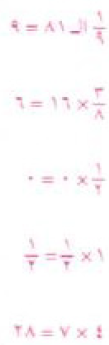 ١/٩ الـ ٨١ = ٩
٣/٨ × ١٦ = ٦
١/٢ × ٠ = ٠
١ × ١/٢ = ١/٢
٤ × ٧ = ٢٨